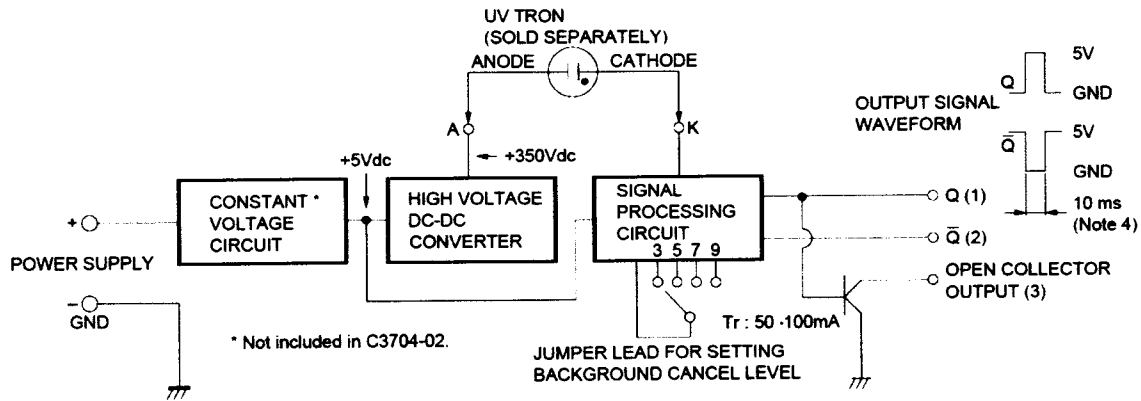 UV TRON
(SOLD SEPARATELY)
ANODE
CATHODE
A
K
+350Vdc
+5Vdc
CONSTANT *
VOLTAGE
CIRCUIT
HIGH VOLTAGE
DC-DC
CONVERTER
SIGNAL
PROCESSING
CIRCUIT
3 5 7 9
+
POWER SUPPLY
−
GND
* Not included in C3704-02.
JUMPER LEAD FOR SETTING
BACKGROUND CANCEL LEVEL
Tr : 50 -100mA
OUTPUT SIGNAL
WAVEFORM
Q
5V
GND
Q̅
5V
GND
10 ms
(Note 4)
Q (1)
Q̅ (2)
OPEN COLLECTOR
OUTPUT (3)